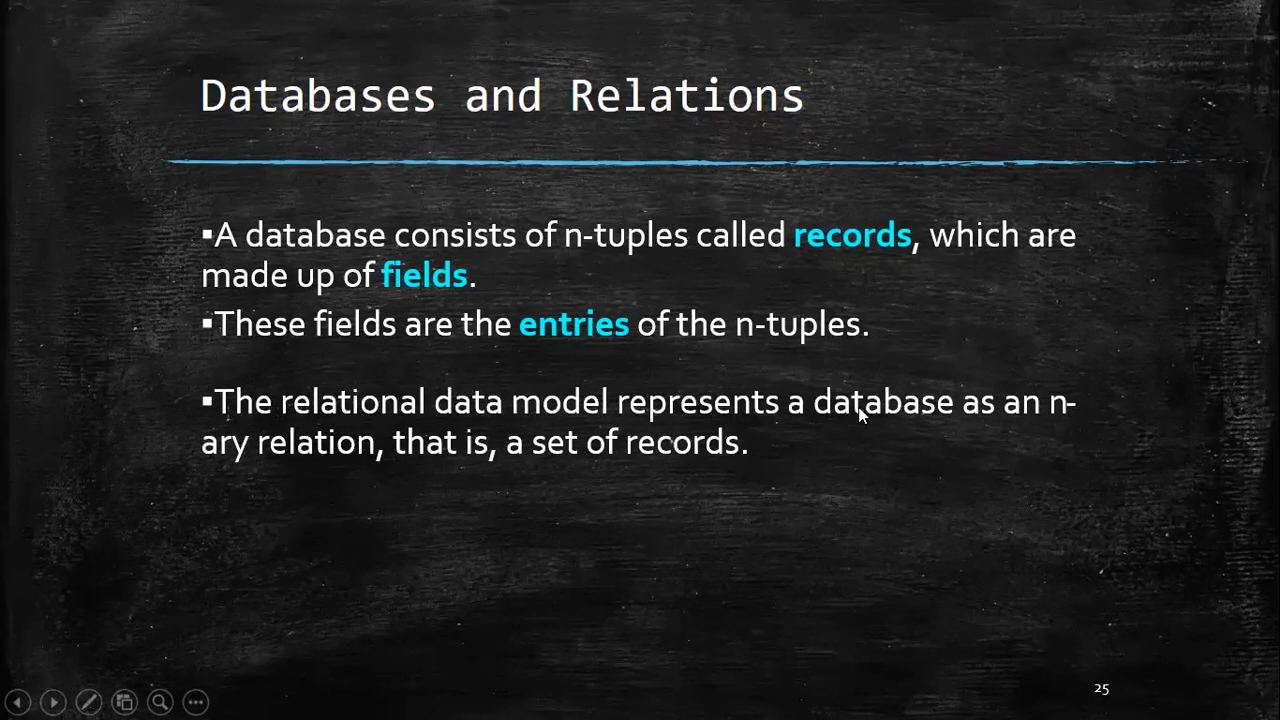 Databases and Relations
▪A database consists of n-tuples called records, which are
made up of fields.
▪These fields are the entries of the n-tuples.
▪The relational data model represents a database as an n-
ary relation, that is, a set of records.
25